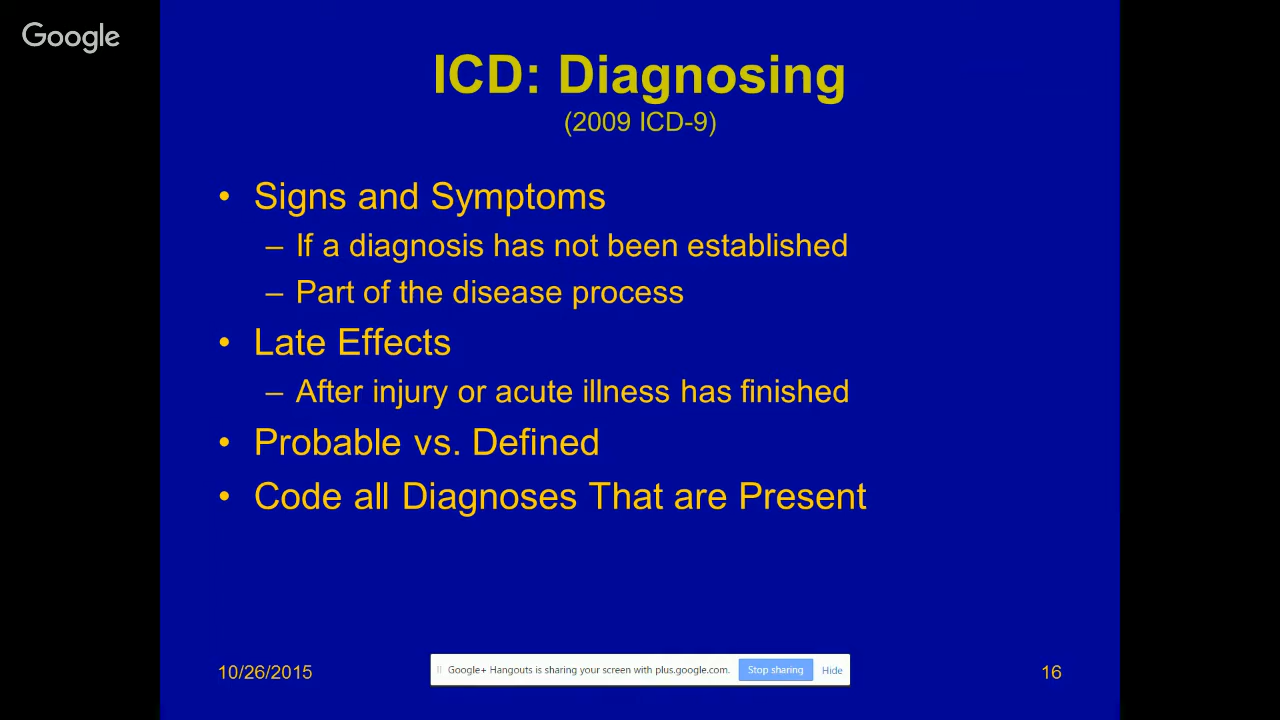 Google
ICD: Diagnosing
(2009 ICD-9)
• Signs and Symptoms
– If a diagnosis has not been established
– Part of the disease process
• Late Effects
– After injury or acute illness has finished
• Probable vs. Defined
• Code all Diagnoses That are Present
10/26/2015
Google+ Hangouts is sharing your screen with plus.google.com. Stop sharing Hide
16